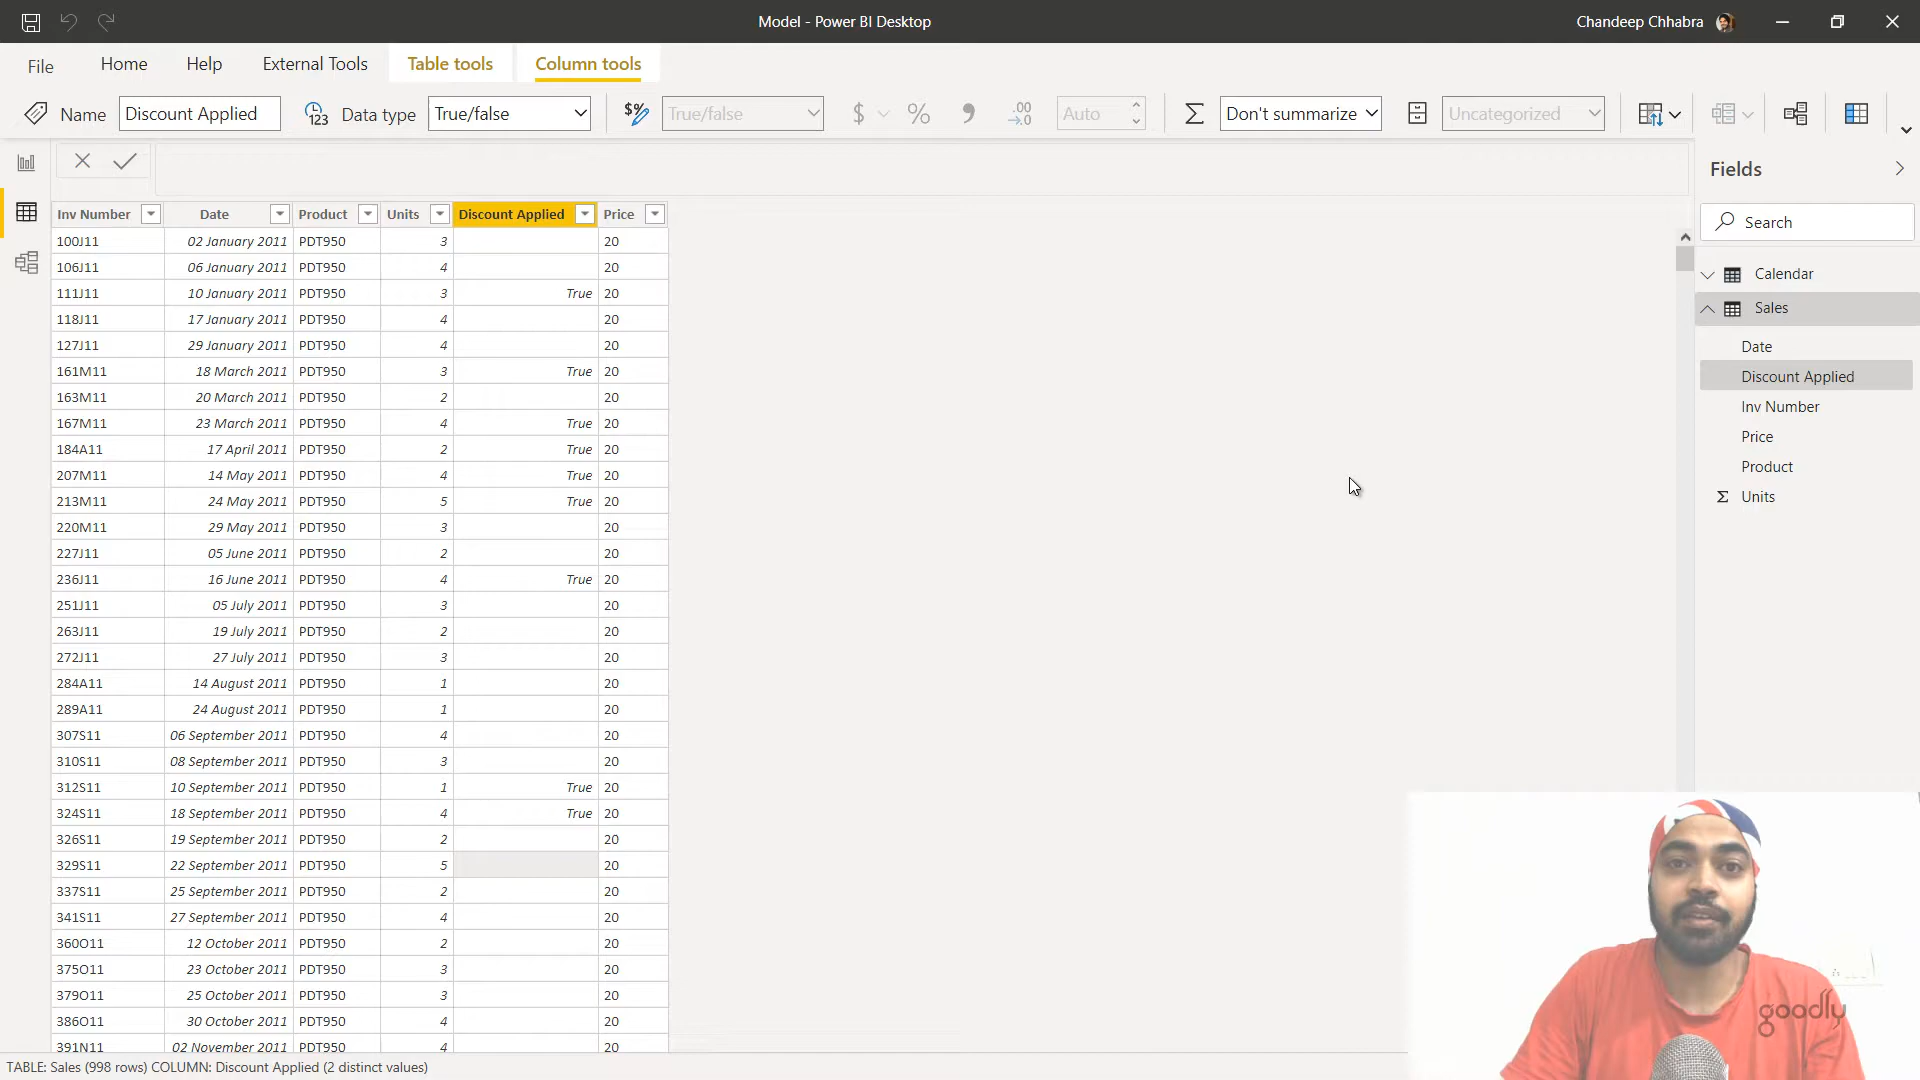 Model - Power BI Desktop
Chandeep Chhabra
File Home Help External Tools Table tools Column tools
Name Discount Applied Data type True/false $% True/false $ % .00 Auto Σ Don't summarize Uncategorized
Fields
Search
Calendar
Sales
Date
Discount Applied
Inv Number
Price
Product
Σ Units
Inv Number Date Product Units Discount Applied Price
100J11 02 January 2011 PDT950 3 20
106J11 06 January 2011 PDT950 4 20
111J11 10 January 2011 PDT950 3 True 20
118J11 17 January 2011 PDT950 4 20
127J11 29 January 2011 PDT950 4 20
161M11 18 March 2011 PDT950 3 True 20
163M11 20 March 2011 PDT950 2 20
167M11 23 March 2011 PDT950 4 True 20
184A11 17 April 2011 PDT950 2 True 20
207M11 14 May 2011 PDT950 4 True 20
213M11 24 May 2011 PDT950 5 True 20
220M11 29 May 2011 PDT950 3 20
227J11 05 June 2011 PDT950 2 20
236J11 16 June 2011 PDT950 4 True 20
251J11 05 July 2011 PDT950 3 20
263J11 19 July 2011 PDT950 2 20
272J11 27 July 2011 PDT950 3 20
284A11 14 August 2011 PDT950 1 20
289A11 24 August 2011 PDT950 1 20
307S11 06 September 2011 PDT950 4 20
310S11 08 September 2011 PDT950 3 20
312S11 10 September 2011 PDT950 1 True 20
324S11 18 September 2011 PDT950 4 True 20
326S11 19 September 2011 PDT950 2 20
329S11 22 September 2011 PDT950 5 20
337S11 25 September 2011 PDT950 2 20
341S11 27 September 2011 PDT950 4 20
360O11 12 October 2011 PDT950 2 20
375O11 23 October 2011 PDT950 3 20
379O11 25 October 2011 PDT950 3 20
386O11 30 October 2011 PDT950 4 20
391N11 02 November 2011 PDT950 4 20
TABLE: Sales (998 rows) COLUMN: Discount Applied (2 distinct values)
goodly